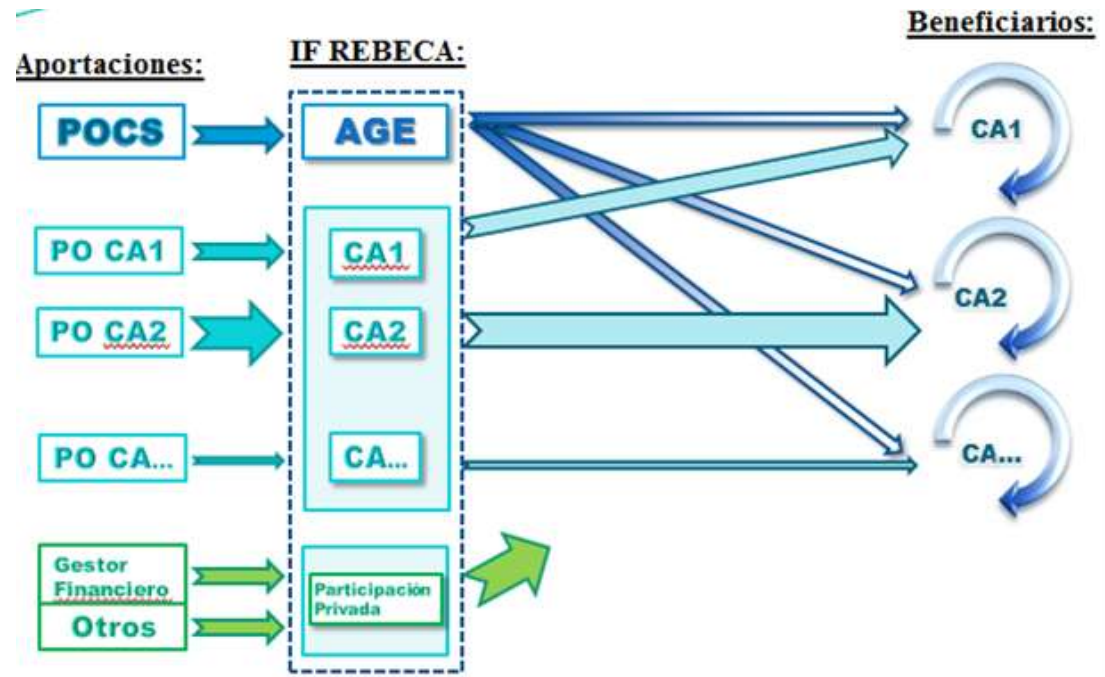 Aportaciones:
IF REBECA:
Beneficiarios:
POCS
AGE
CA1
PO CA1
CA1
PO CA2
CA2
CA2
PO CA...
CA...
CA...
Gestor
Financiero
Otros
Participación
Privada